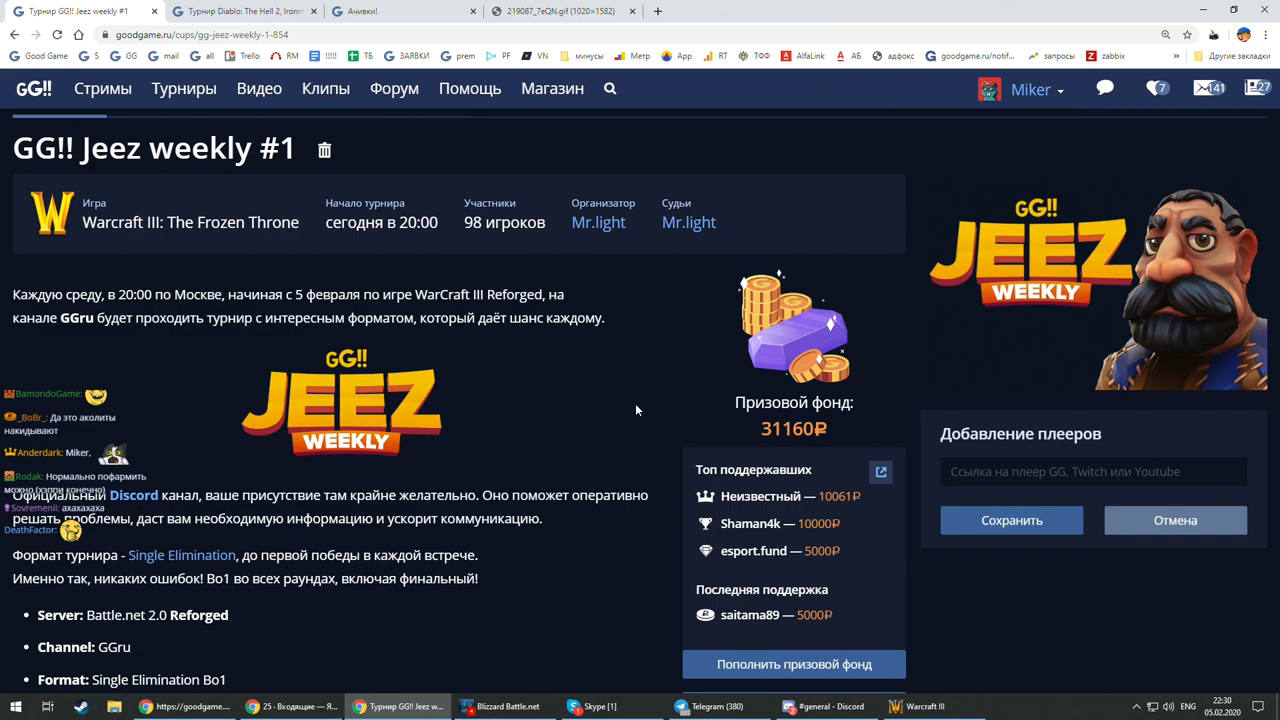 Турнир GG!! Jeez weekly #1
Турнир Diablo: The Hell 2, Ironm
Ачивки!
219087_7eQN.gif (1020×1582)
goodgame.ru/cups/gg-jeez-weekly-1-854
Good Game
S
GG
mail
all
Trello
RM
!!!!!
ТБ
ЗАЯВКИ
prem
PF
VN
минусы
Метр
App
RT
ТФФ
AlfaLink
АБ
адфокс
goodgame.ru/notif...
запросы
zabbix
»
Другие закладки
GG!!
Стримы
Турниры
Видео
Клипы
Форум
Помощь
Магазин
Miker
7
141
27
GG!! Jeez weekly #1
Игра
Warcraft III: The Frozen Throne
Начало турнира
сегодня в 20:00
Участники
98 игроков
Организатор
Mr.light
Судьи
Mr.light
Каждую среду, в 20:00 по Москве, начиная с 5 февраля по игре WarCraft III Reforged, на
канале GGru будет проходить турнир с интересным форматом, который даёт шанс каждому.
GG!!
JEEZ
WEEKLY
BamondoGame:
_BoBr_: Да это аколиты
накидывают
Anderdark: Miker,
Rodak: Нормально пофармить
можно (хэппи конечно)
Sovremenii: ахахахаха
DeathFactor:
Официальный Discord канал, ваше присутствие там крайне желательно. Оно поможет оперативно
решать проблемы, даст вам необходимую информацию и ускорит коммуникацию.
Формат турнира - Single Elimination, до первой победы в каждой встрече.
Именно так, никаких ошибок! Bo1 во всех раундах, включая финальный!
• Server: Battle.net 2.0 Reforged
• Channel: GGru
• Format: Single Elimination Bo1
Призовой фонд:
31160₽
Топ поддержавших
Неизвестный — 10061₽
Shaman4k — 10000₽
esport.fund — 5000₽
Последняя поддержка
saitama89 — 5000₽
Пополнить призовой фонд
GG!!
JEEZ
WEEKLY
Добавление плееров
Ссылка на плеер GG, Twitch или Youtube
Сохранить
Отмена
https://goodgame....
25 · Входящие — Я...
Турнир GG!! Jeez w...
Blizzard Battle.net
Skype [1]
Telegram (380)
#general - Discord
Warcraft III
ENG
22:30
05.02.2020